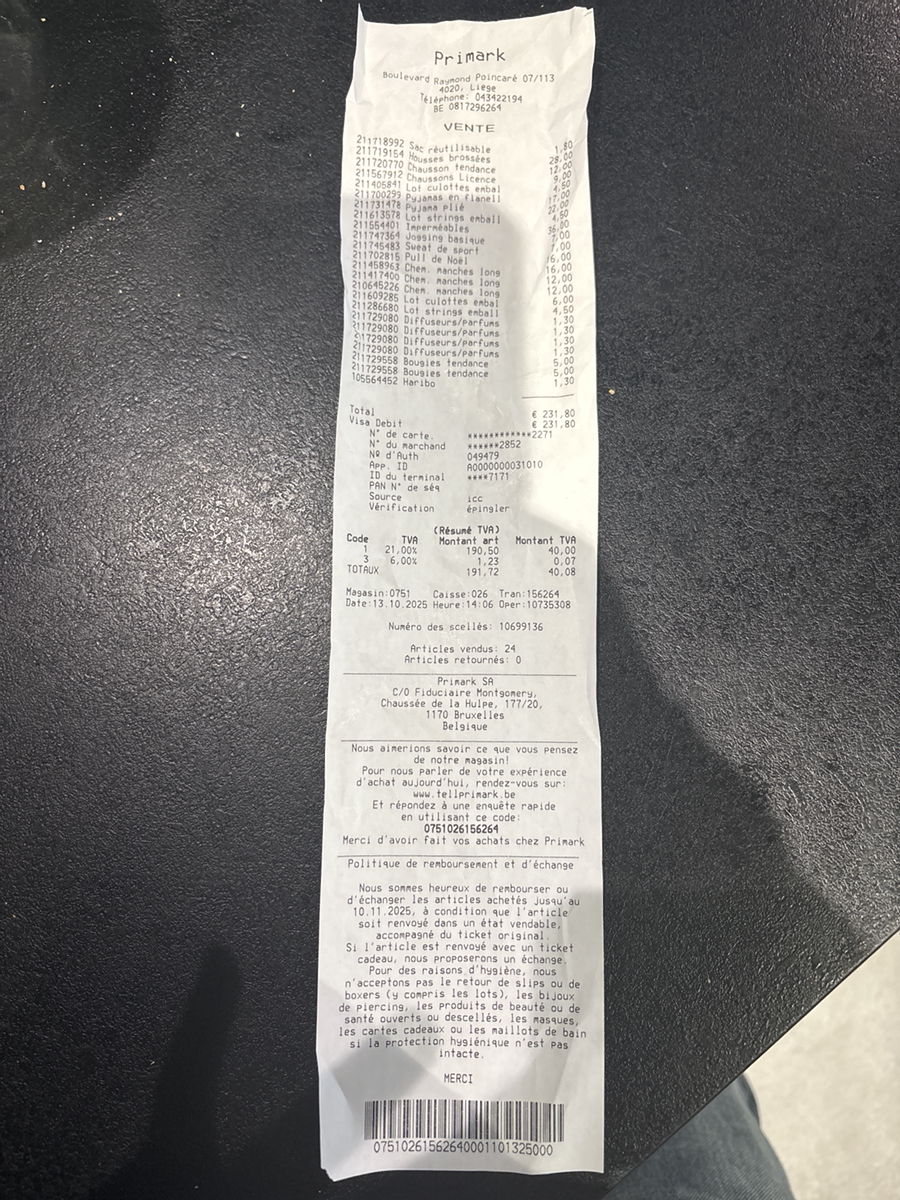 Primark
Boulevard Raymond Poincaré 07/113
4020, Liege
Téléphone: 043422194
BE 0817296264
VENTE
211718992 Sac réutilisable 1,80
211719154 Housses brossées 28,00
211720770 Chausson tendance 12,00
211567912 Chaussons Licence 9,00
211405841 Lot culottes embal 4,50
211700299 Pyjamas en flanell 17,00
211731478 Pyjama plié 22,00
211613578 Lot strings emball 4,50
211554401 Imperméables 36,00
211747364 Jogging basique 7,00
211745483 Sweat de sport 7,00
211702815 Pull de Noël 16,00
211458963 Chem. manches long 16,00
211417400 Chem. manches long 12,00
210645226 Chem. manches long 12,00
211609285 Lot culottes embal 6,00
211286680 Lot strings emball 4,50
211729080 Diffuseurs/parfums 1,30
211729080 Diffuseurs/parfums 1,30
211729080 Diffuseurs/parfums 1,30
211729080 Diffuseurs/parfums 1,30
211729558 Bougies tendance 5,00
211729558 Bougies tendance 5,00
105564452 Haribo 1,30
Total € 231,80
Visa Debit € 231,80
N° de carte ************2271
N° du marchand ******2852
Nº d'Auth 049479
App. ID A0000000031010
ID du terminal ****7171
PAN N° de séq
Source icc
Vérification épingler
(Résumé TVA)
Code TVA Montant art Montant TVA
1 21,00% 190,50 40,00
3 6,00% 1,23 0,07
TOTAUX 191,72 40,08
Magasin:0751 Caisse:026 Tran:156264
Date:13.10.2025 Heure:14:06 Oper:10735308
Numéro des scellés: 10699136
Articles vendus: 24
Articles retournés: 0
Primark SA
C/O Fiduciaire Montgomery,
Chaussée de la Hulpe, 177/20,
1170 Bruxelles
Belgique
Nous aimerions savoir ce que vous pensez
de notre magasin!
Pour nous parler de votre expérience
d'achat aujourd'hui, rendez-vous sur:
www.tellprimark.be
Et répondez à une enquête rapide
en utilisant ce code:
0751026156264
Merci d'avoir fait vos achats chez Primark
Politique de remboursement et d'échange
Nous sommes heureux de rembourser ou
d'échanger les articles achetés jusqu'au
10.11.2025, à condition que l'article
soit renvoyé dans un état vendable,
accompagné du ticket original.
Si l'article est renvoyé avec un ticket
cadeau, nous proposerons un échange.
Pour des raisons d'hygiène, nous
n'acceptons pas le retour de slips ou de
boxers (y compris les lots), les bijoux
de piercing, les produits de beauté ou de
santé ouverts ou descellés, les masques,
les cartes cadeaux ou les maillots de bain
si la protection hygiénique n'est pas
intacte.
MERCI
07510261562640001101325000